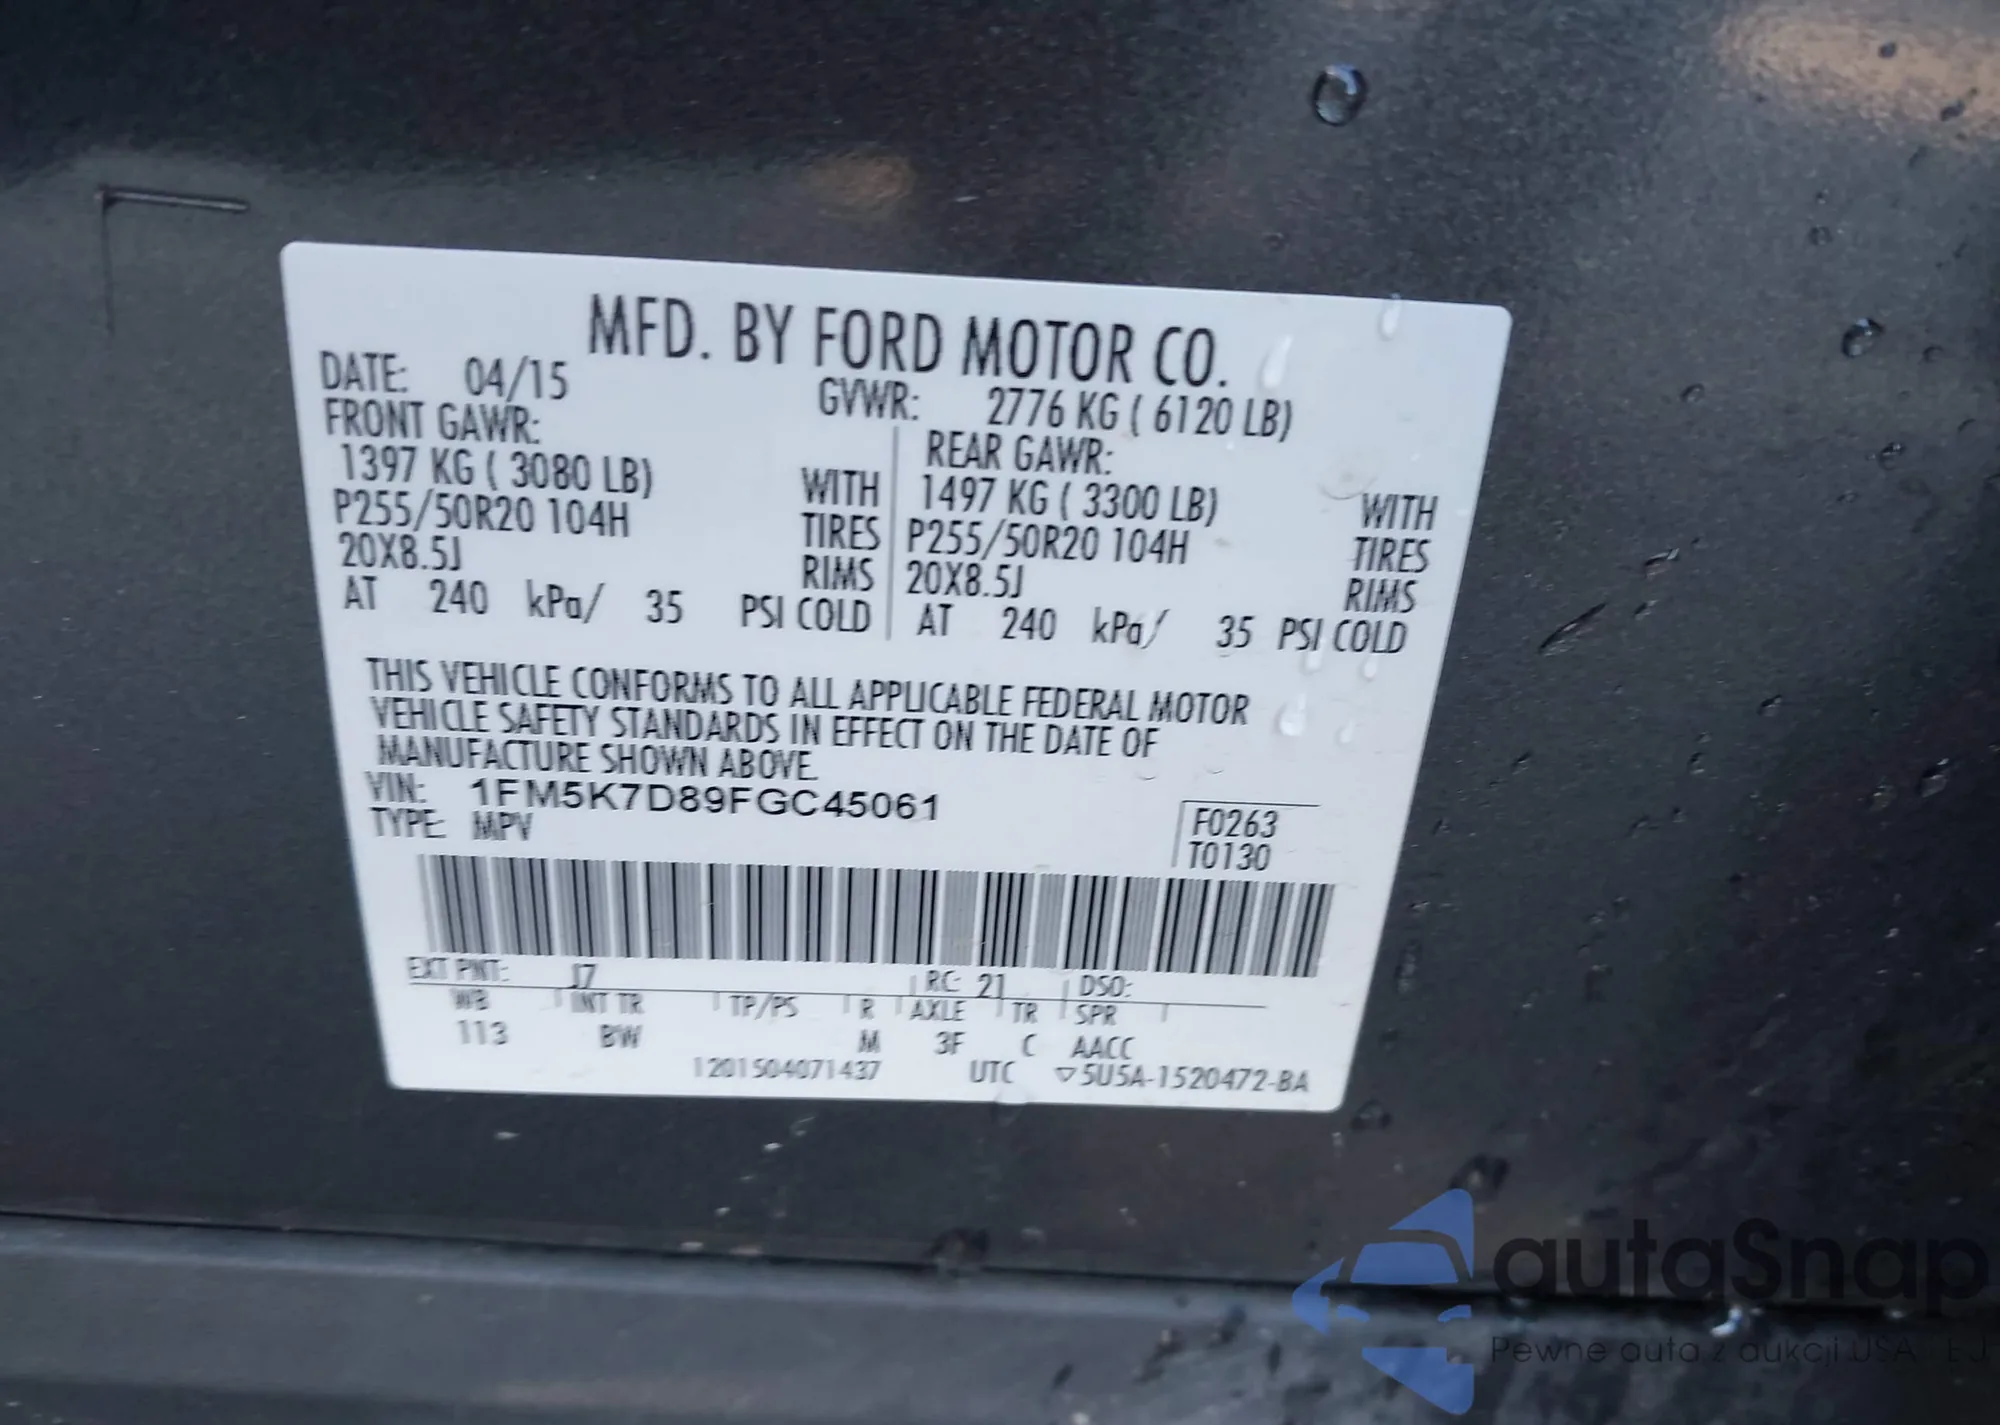 MFD. BY FORD MOTOR CO.
DATE: 04/15 GVWR: 2776 KG ( 6120 LB)
FRONT GAWR: REAR GAWR:
1397 KG ( 3080 LB) WITH 1497 KG ( 3300 LB) WITH
P255/50R20 104H TIRES P255/50R20 104H TIRES
20X8.5J RIMS 20X8.5J RIMS
AT 240 kPa/ 35 PSI COLD AT 240 kPa/ 35 PSI COLD
THIS VEHICLE CONFORMS TO ALL APPLICABLE FEDERAL MOTOR
VEHICLE SAFETY STANDARDS IN EFFECT ON THE DATE OF
MANUFACTURE SHOWN ABOVE.
VIN: 1FM5K7D89FGC45061
TYPE: MPV
F0263
T0130
EXT PNT: J7 RC: 21 DSO:
WB INT TR TP/PS R AXLE TR SPR
113 BW M 3F C AACC
1201504071437 UTC ▽5U5A-1520472-BA
autaSnap
Pewne auta z aukcji USA